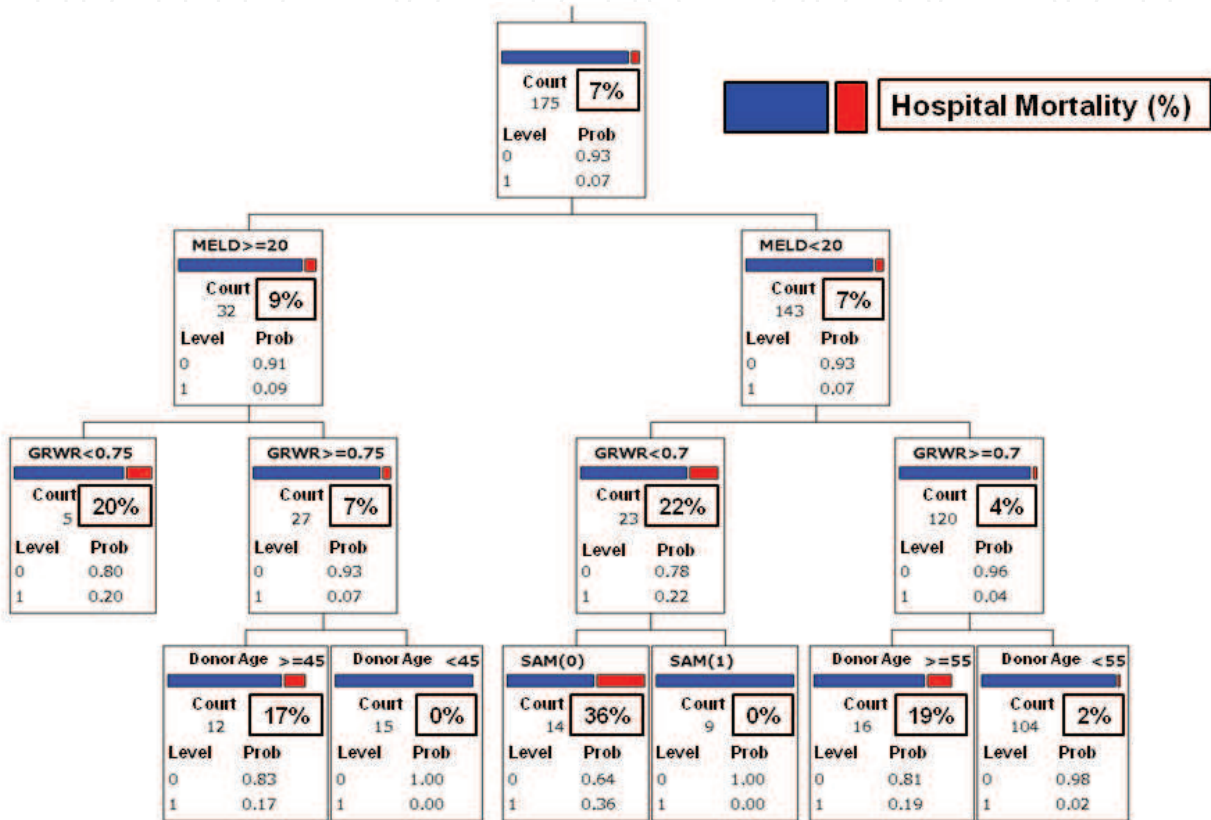 Court
175
7%
Level Prob
0 0.93
1 0.07
Hospital Mortality (%)
MELD>=20
Court
32
9%
Level Prob
0 0.91
1 0.09
MELD<20
Court
143
7%
Level Prob
0 0.93
1 0.07
GRWR<0.75
Court
5
20%
Level Prob
0 0.80
1 0.20
GRWR>=0.75
Court
27
7%
Level Prob
0 0.93
1 0.07
GRWR<0.7
Court
23
22%
Level Prob
0 0.78
1 0.22
GRWR>=0.7
Court
120
4%
Level Prob
0 0.96
1 0.04
DonorAge >=45
Court
12
17%
Level Prob
0 0.83
1 0.17
DonorAge <45
Court
15
0%
Level Prob
0 1.00
1 0.00
SAM(0)
Court
14
36%
Level Prob
0 0.64
1 0.36
SAM(1)
Court
9
0%
Level Prob
0 1.00
1 0.00
DonorAge >=55
Court
16
19%
Level Prob
0 0.81
1 0.19
DonorAge <55
Court
104
2%
Level Prob
0 0.98
1 0.02